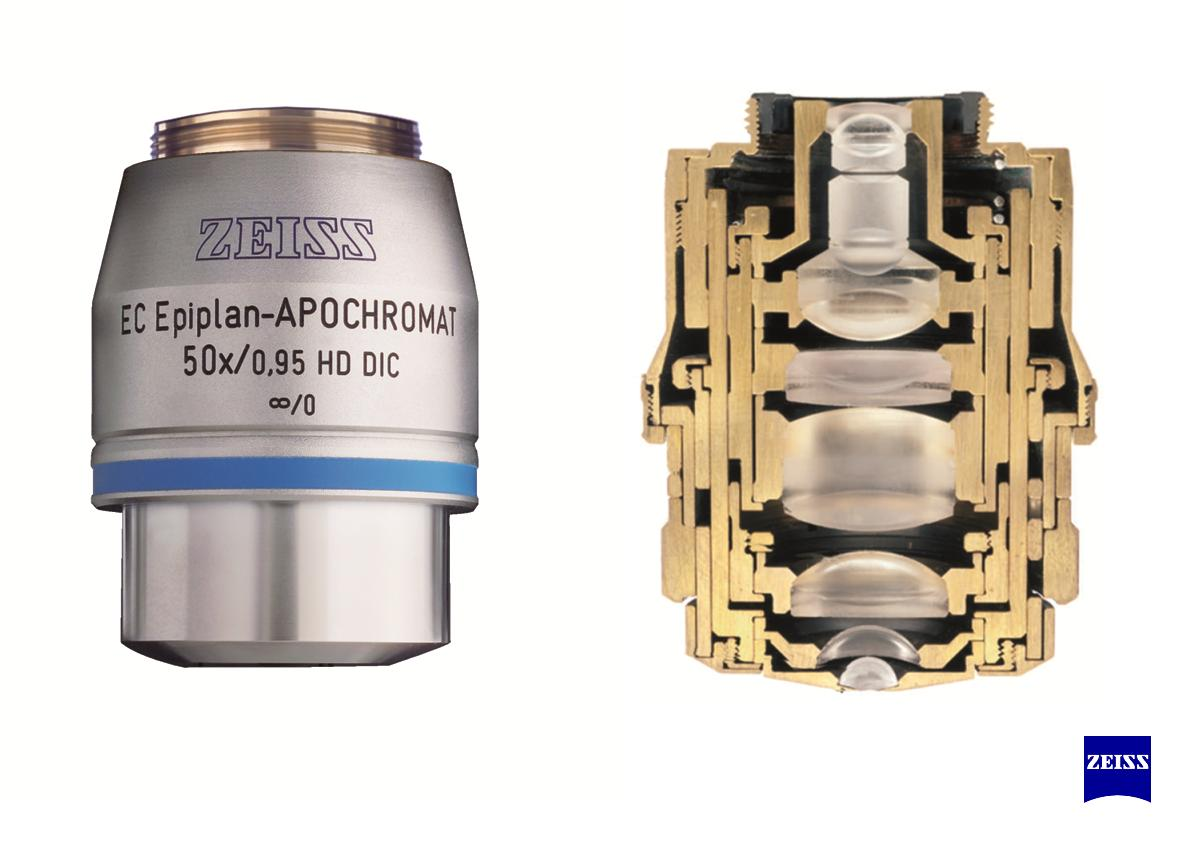 ZEISS
EC Epiplan-APOCHROMAT
50x/0,95 HD DIC
∞/0
ZEISS